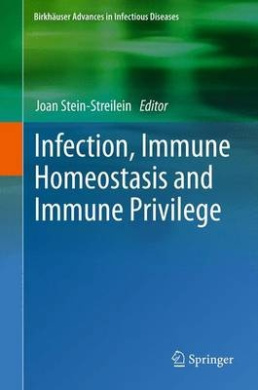 Birkhäuser Advances in Infectious Diseases
Joan Stein-Streilein Editor
Infection, Immune
Homeostasis and
Immune Privilege
Springer